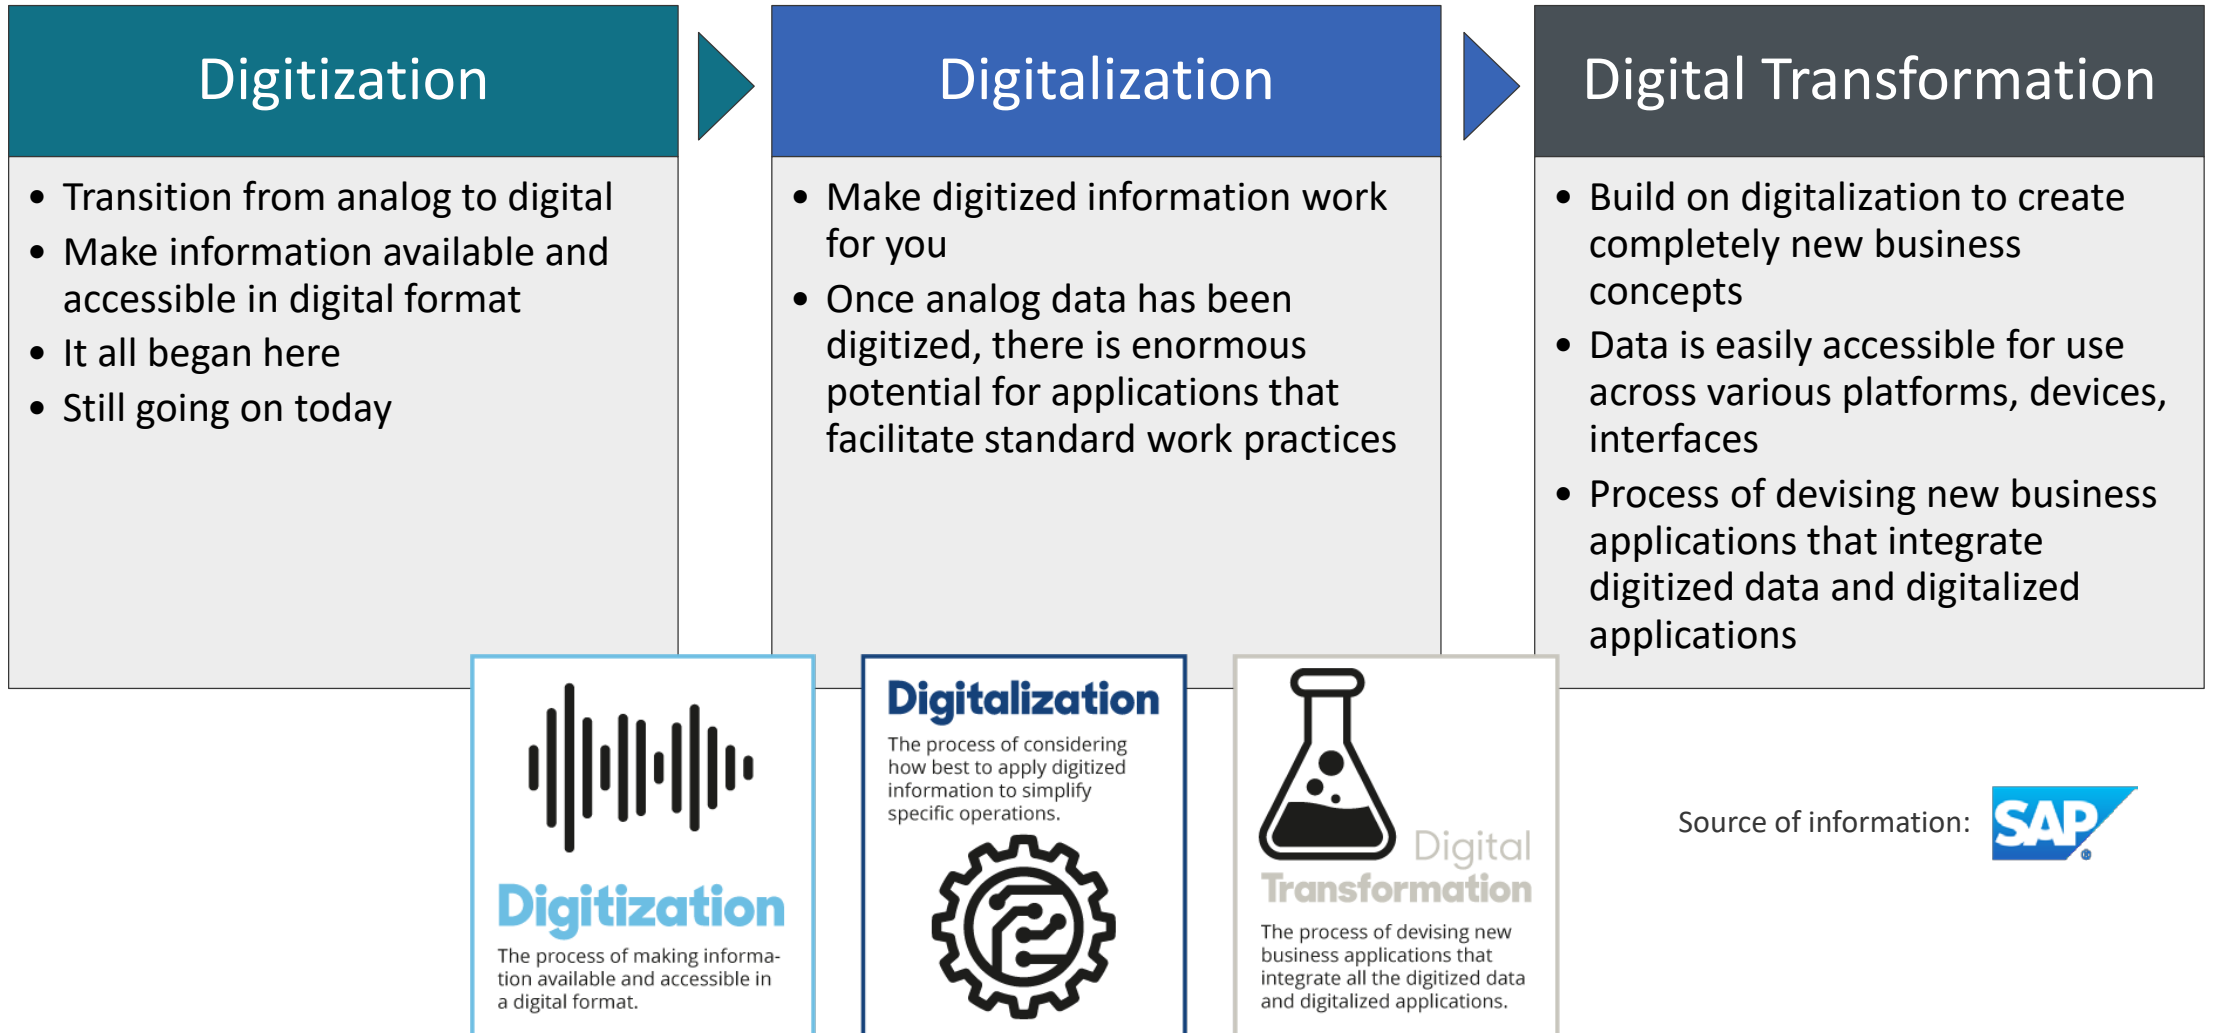 Digitization
• Transition from analog to digital
• Make information available and
accessible in digital format
• It all began here
• Still going on today
Digitalization
• Make digitized information work
for you
• Once analog data has been
digitized, there is enormous
potential for applications that
facilitate standard work practices
Digital Transformation
• Build on digitalization to create
completely new business
concepts
• Data is easily accessible for use
across various platforms, devices,
interfaces
• Process of devising new business
applications that integrate
digitized data and digitalized
applications
Digitization
The process of making informa-
tion available and accessible in
a digital format.
Digitalization
The process of considering
how best to apply digitized
information to simplify
specific operations.
Digital
Transformation
The process of devising new
business applications that
integrate all the digitized data
and digitalized applications.
Source of information:
SAP®